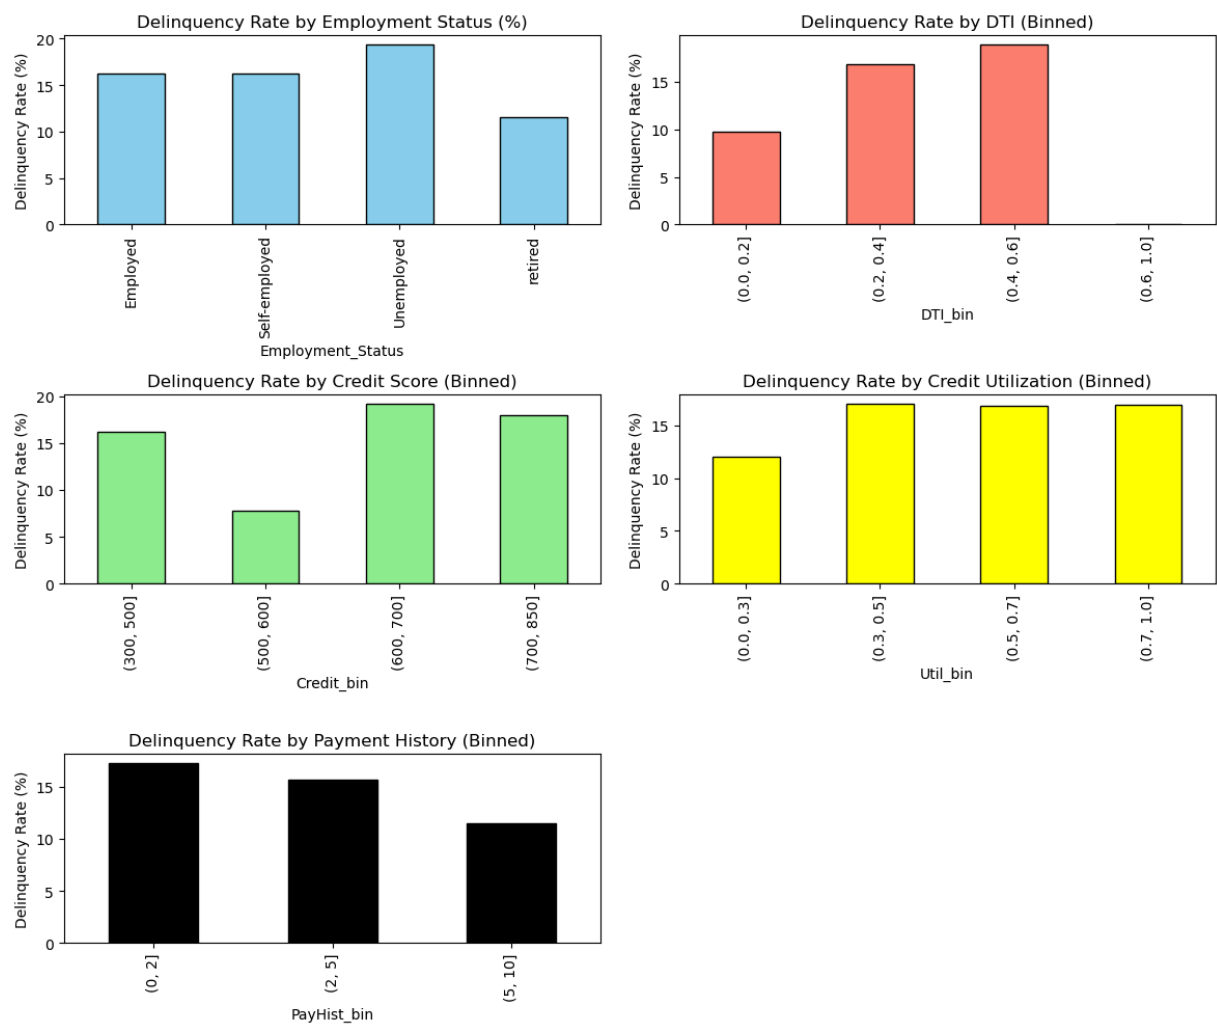 Delinquency Rate by Employment Status (%)
Delinquency Rate (%)
20
15
10
5
0
Employed
Self-employed
Unemployed
retired
Employment_Status
Delinquency Rate by DTI (Binned)
Delinquency Rate (%)
15
10
5
0
(0.0, 0.2]
(0.2, 0.4]
(0.4, 0.6]
(0.6, 1.0]
DTI_bin
Delinquency Rate by Credit Score (Binned)
Delinquency Rate (%)
20
15
10
5
0
(300, 500]
(500, 600]
(600, 700]
(700, 850]
Credit_bin
Delinquency Rate by Credit Utilization (Binned)
Delinquency Rate (%)
15
10
5
0
(0.0, 0.3]
(0.3, 0.5]
(0.5, 0.7]
(0.7, 1.0]
Util_bin
Delinquency Rate by Payment History (Binned)
Delinquency Rate (%)
15
10
5
0
(0, 2]
(2, 5]
(5, 10]
PayHist_bin